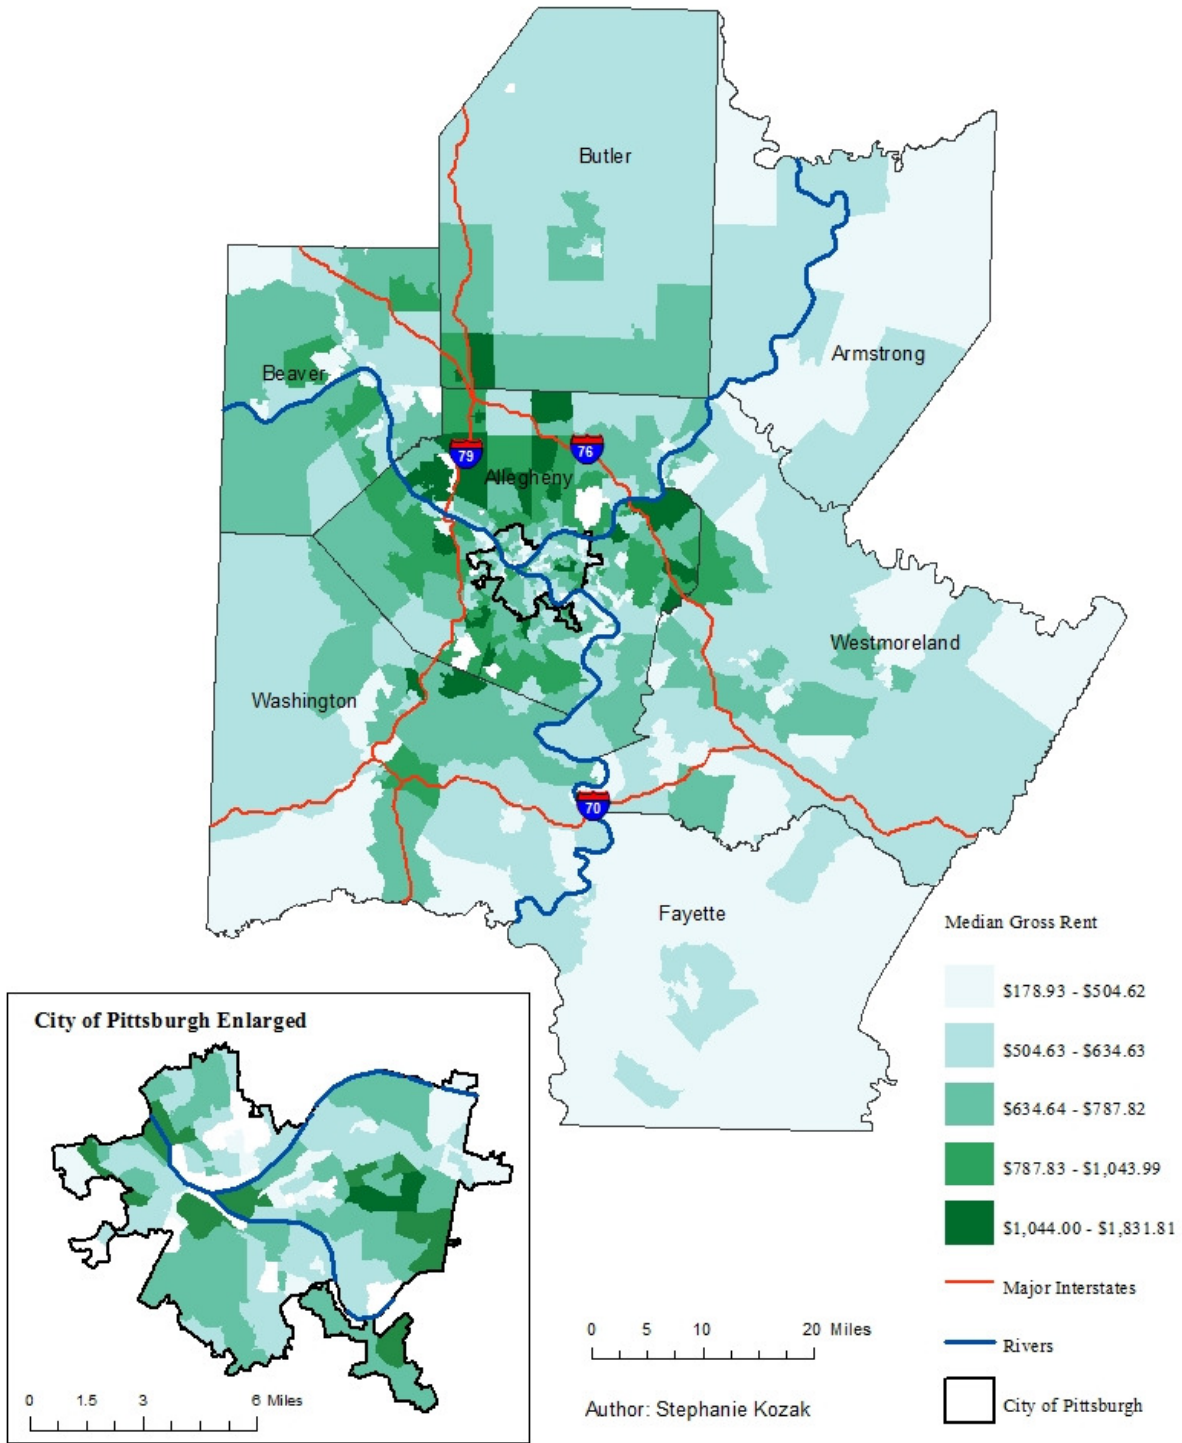 Butler
Armstrong
Beaver
79
76
Allegheny
Westmoreland
Washington
70
Fayette
Median Gross Rent
$178.93 - $504.62
$504.63 - $634.63
$634.64 - $787.82
$787.83 - $1,043.99
$1,044.00 - $1,831.81
Major Interstates
Rivers
City of Pittsburgh
City of Pittsburgh Enlarged
0 1.5 3 6 Miles
0 5 10 20 Miles
Author: Stephanie Kozak